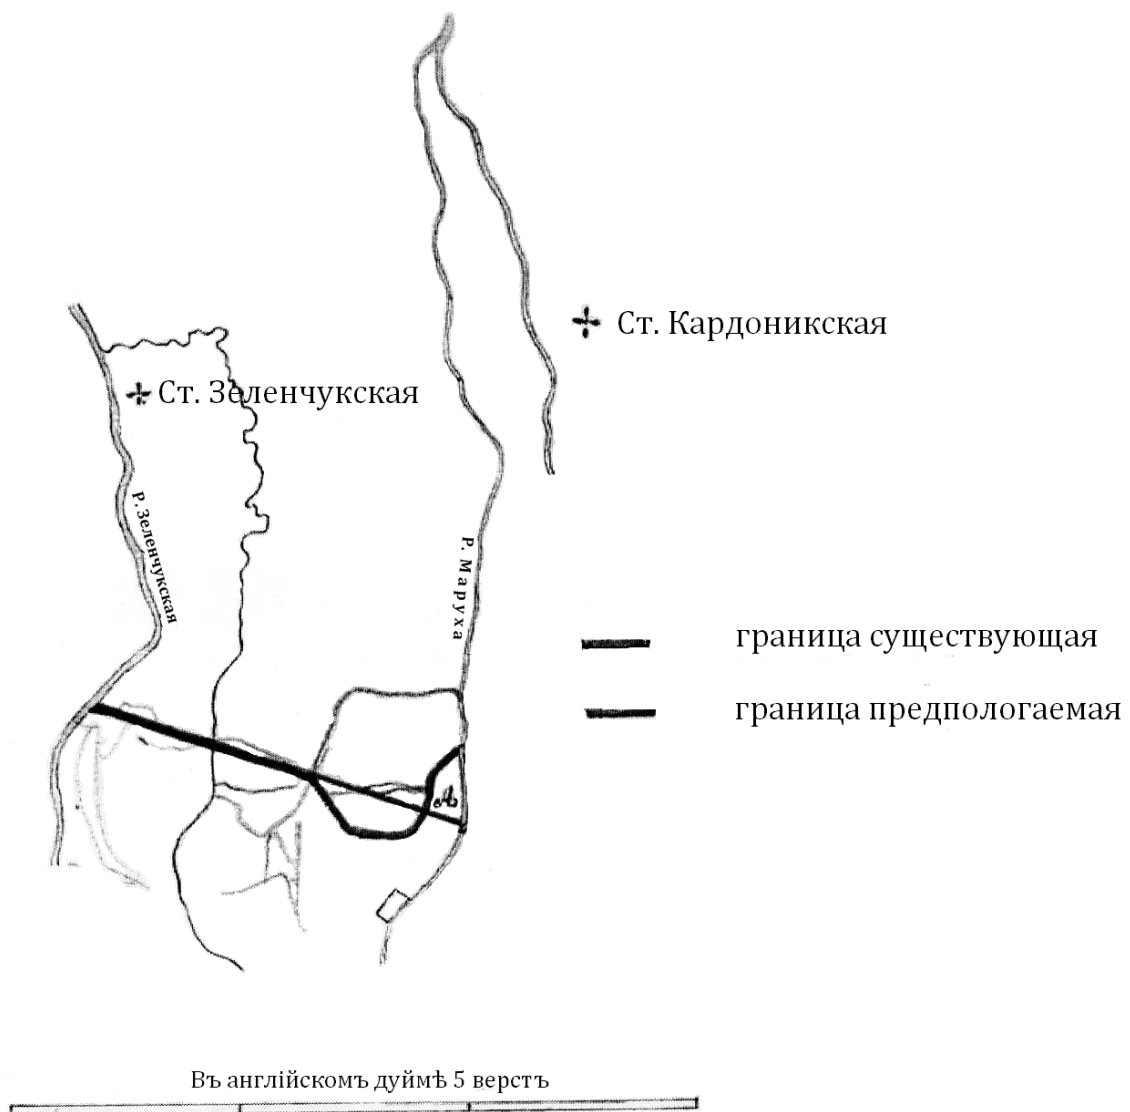 Ст. Кардоникская
Ст. Зеленчукская
Р. Зеленчукская
Р. Маруха
граница существующая
граница предпологаемая
А
Въ англійскомъ дуймѣ 5 верстъ